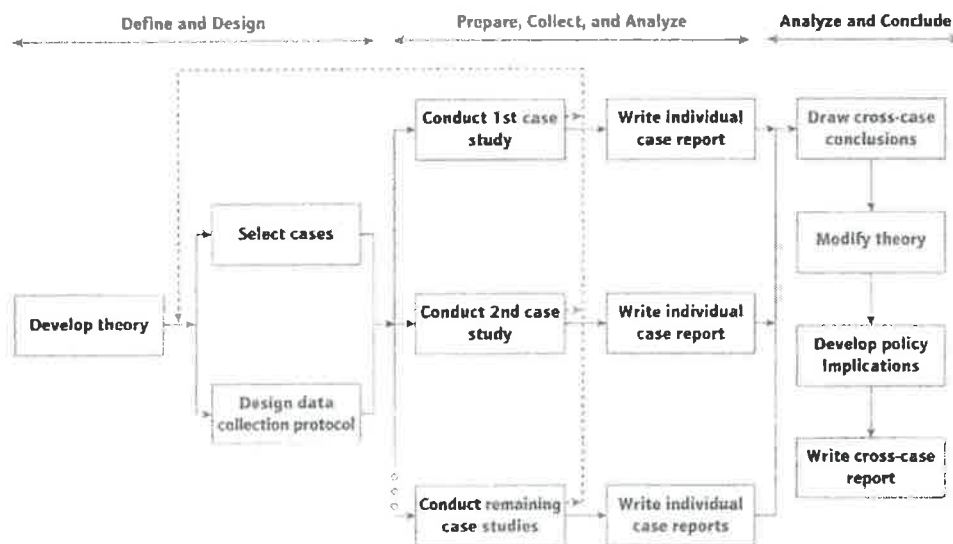 Define and Design
Prepare, Collect, and Analyze
Analyze and Conclude
Conduct 1st case
study
Write individual
case report
Draw cross-case
conclusions
Select cases
Modify theory
Develop theory
Conduct 2nd case
study
Write individual
case report
Develop policy
Implications
Design data
collection protocol
Write cross-case
report
Conduct remaining
case studies
Write individual
case reports